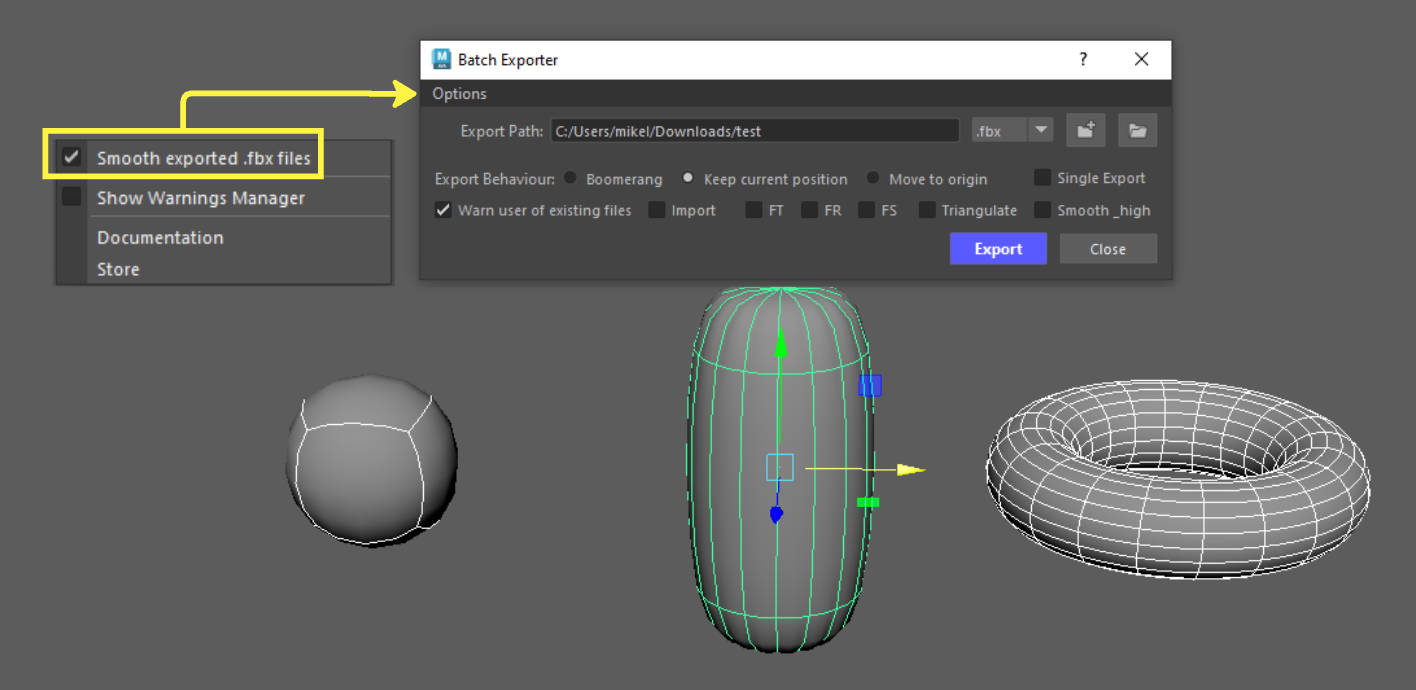 Batch Exporter ?
Options
Export Path: C:/Users/mikel/Downloads/test .fbx
Export Behaviour: Boomerang Keep current position Move to origin Single Export
Warn user of existing files Import FT FR FS Triangulate Smooth _high
Export Close
Smooth exported .fbx files
Show Warnings Manager
Documentation
Store